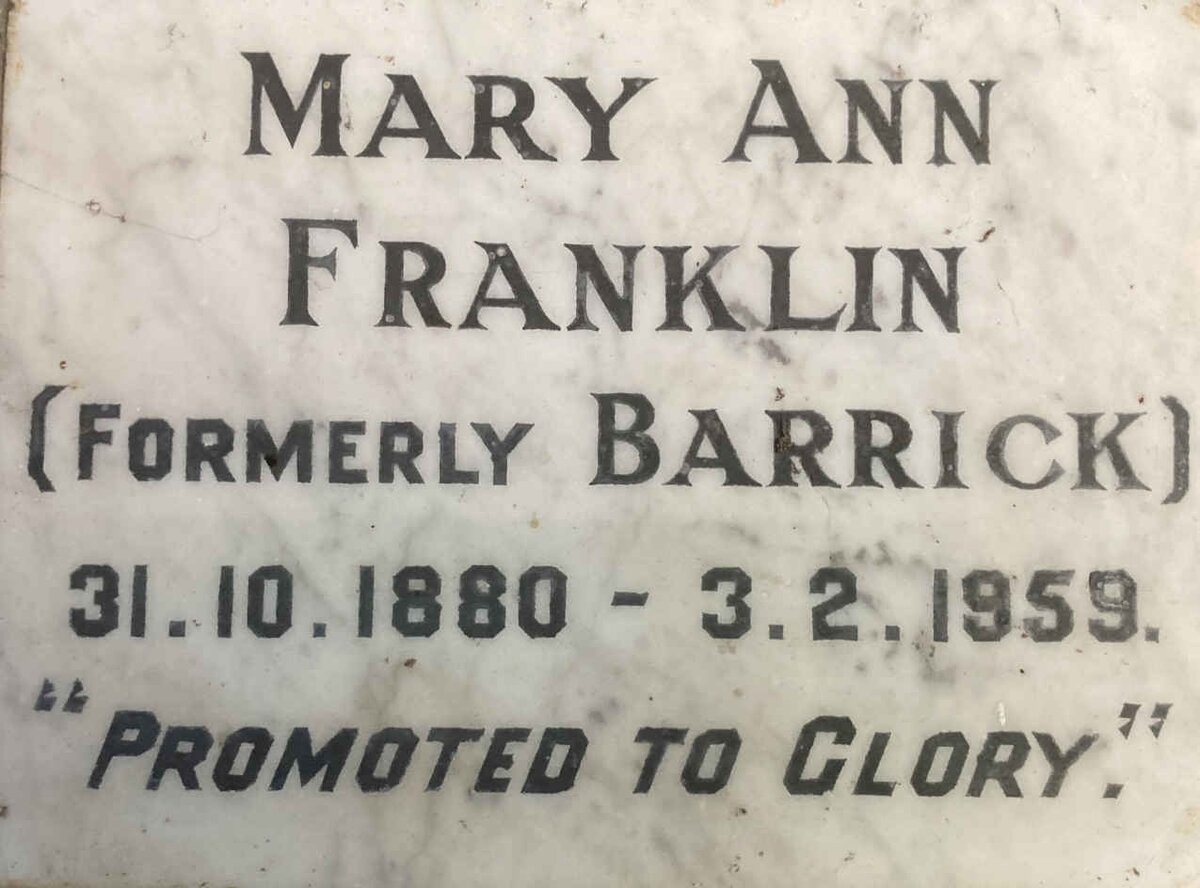 MARY ANN
FRANKLIN
(FORMERLY BARRICK)
31.10.1880 - 3.2.1959.
"PROMOTED TO GLORY."